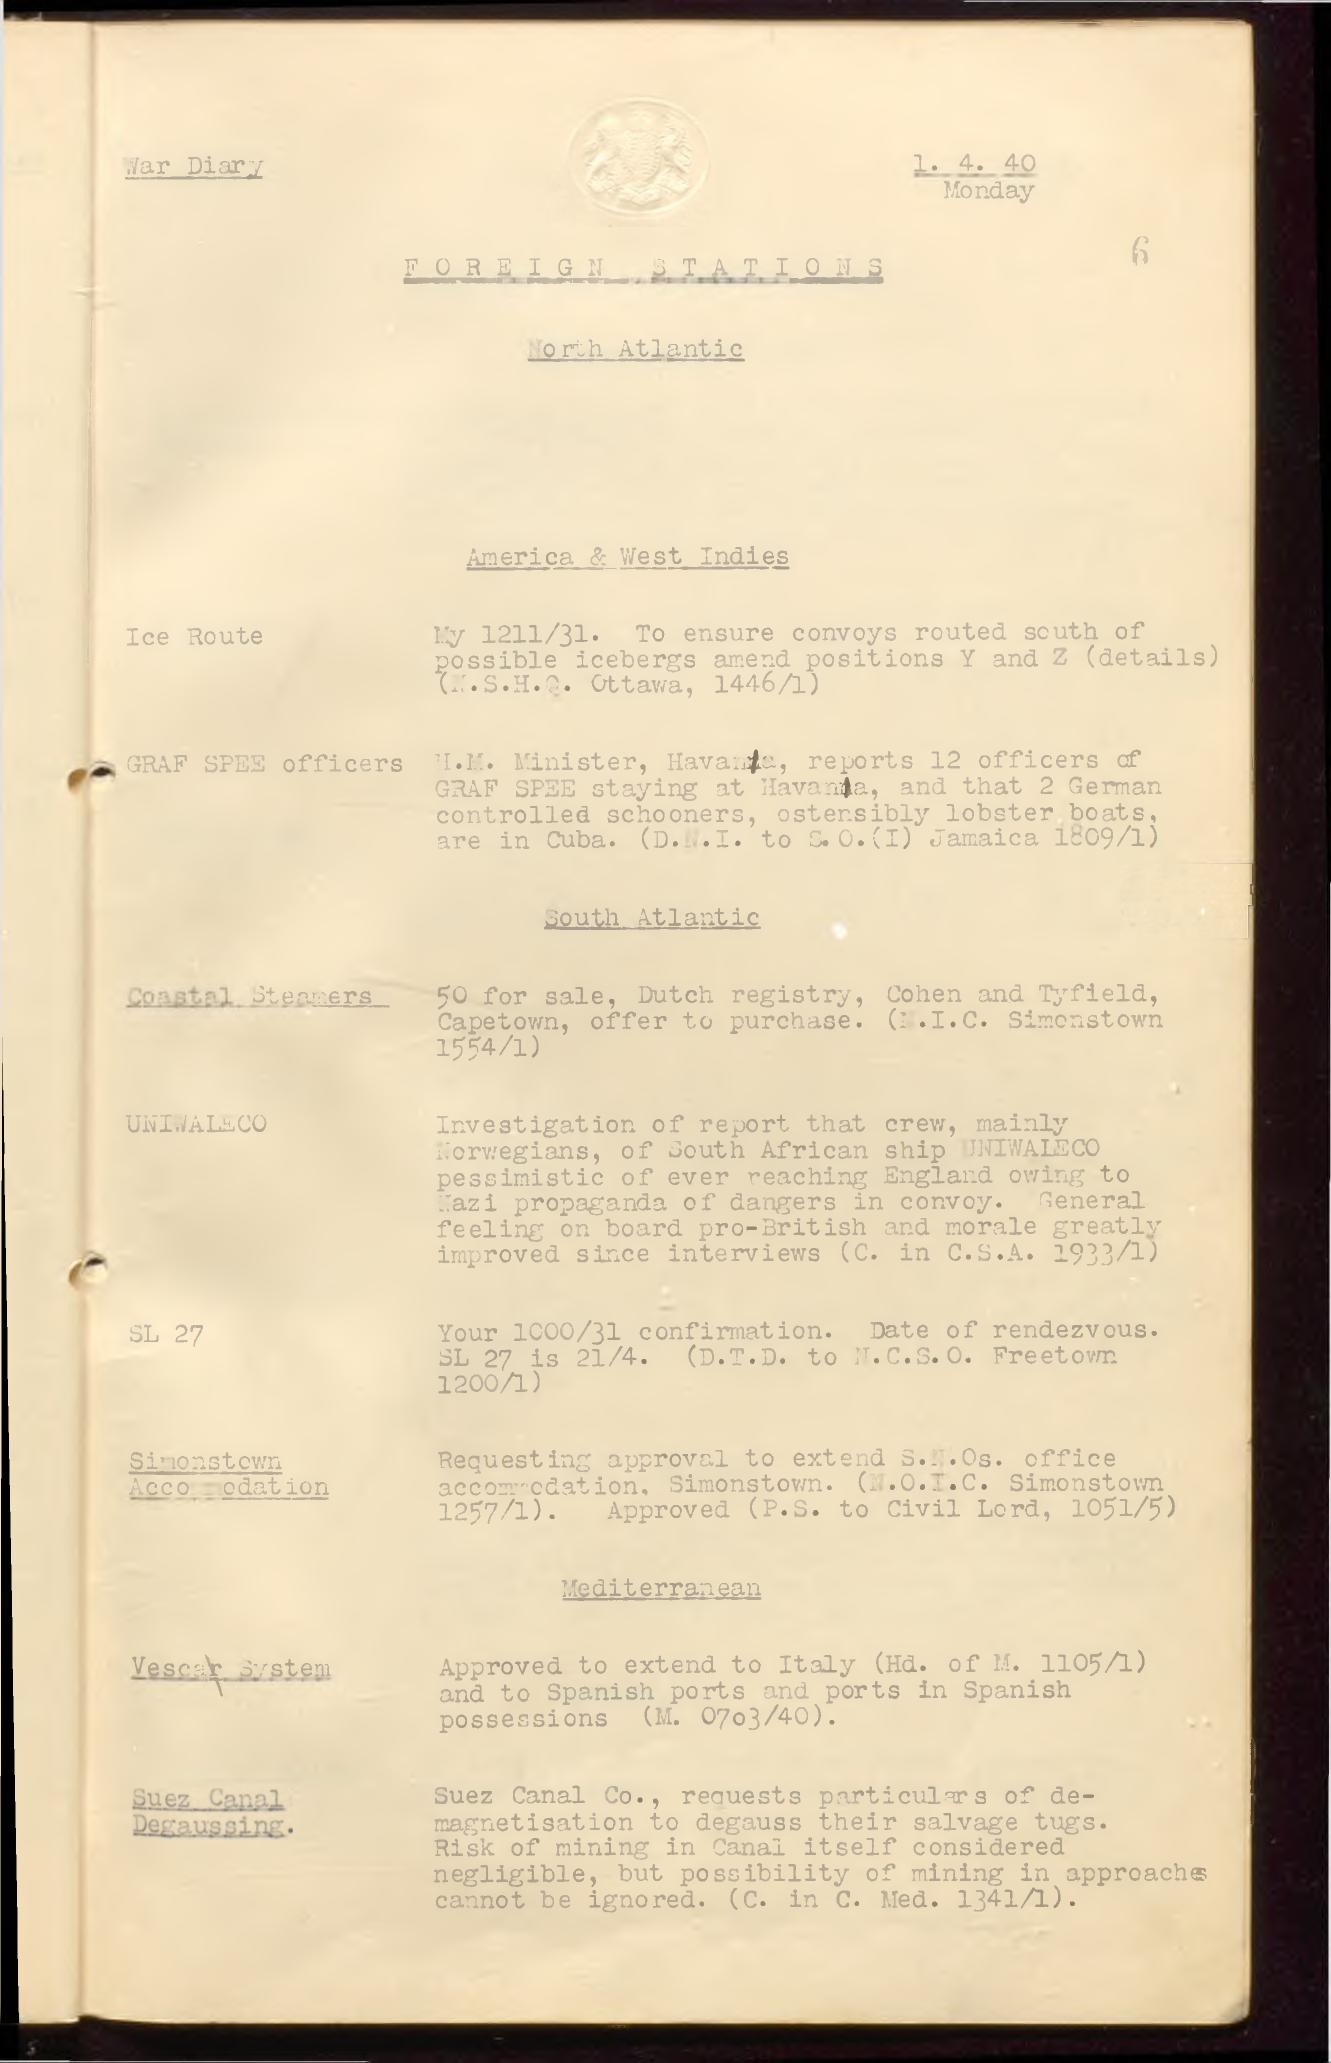 War Diary
1. 4. 40
Monday
6
FOREIGN STATIONS
North Atlantic
America & West Indies
Ice Route
My 1211/31. To ensure convoys routed south of
possible icebergs amend positions Y and Z (details)
(N.S.H.Q. Ottawa, 1446/1)
GRAF SPEE officers
H.M. Minister, Havana, reports 12 officers of
GRAF SPEE staying at Havana, and that 2 German
controlled schooners, ostensibly lobster boats,
are in Cuba. (D.N.I. to S.O.(I) Jamaica 1809/1)
South Atlantic
Coastal Steamers
50 for sale, Dutch registry, Cohen and Tyfield,
Capetown, offer to purchase. (N.I.C. Simonstown
1554/1)
UNIWALECO
Investigation of report that crew, mainly
Norwegians, of South African ship UNIWALECO
pessimistic of ever reaching England owing to
Nazi propaganda of dangers in convoy. General
feeling on board pro-British and morale greatly
improved since interviews (C. in C.S.A. 1933/1)
SL 27
Your 1000/31 confirmation. Date of rendezvous.
SL 27 is 21/4. (D.T.D. to N.C.S.O. Freetown
1200/1)
Simonstown
Accommodation
Requesting approval to extend S.N.Os. office
accommodation, Simonstown. (N.O.I.C. Simonstown
1257/1). Approved (P.S. to Civil Lord, 1051/5)
Mediterranean
Vescar System
Approved to extend to Italy (Hd. of M. 1105/1)
and to Spanish ports and ports in Spanish
possessions (M. 0703/40).
Suez Canal
Degaussing.
Suez Canal Co., requests particulars of de-
magnetisation to degauss their salvage tugs.
Risk of mining in Canal itself considered
negligible, but possibility of mining in approaches
cannot be ignored. (C. in C. Med. 1341/1).